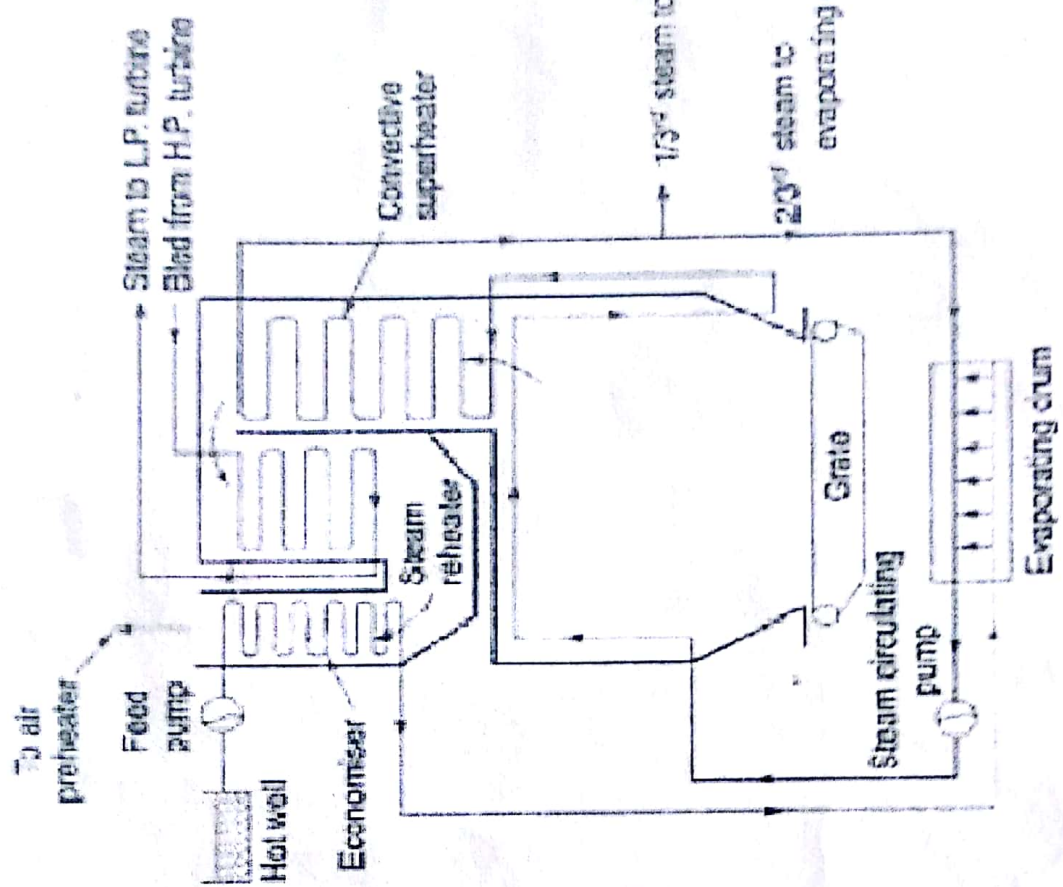 To air
preheater
Feed
pump
Hot well
Economiser
Steam
reheater
Steam to L.P. turbine
Bled from H.P. turbine
Convective
superheater
1/3rd steam to
2/3rd steam to
evaporating
Grate
Steam circulating
pump
Evaporating drum